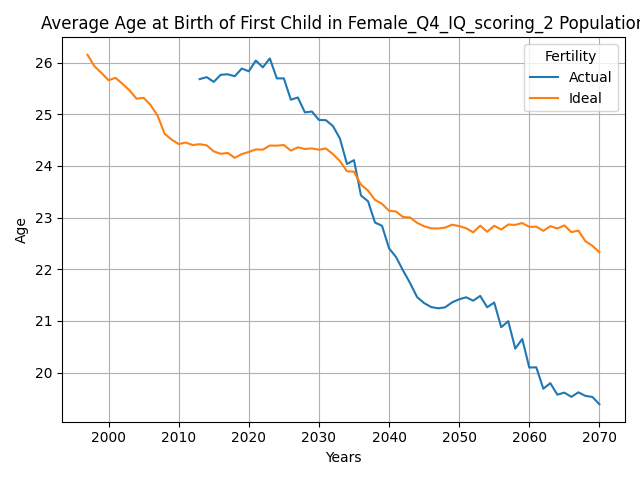 Average Age at Birth of First Child in Female_Q4_IQ_scoring_2 Population
Fertility
Actual
Ideal
Age
26
25
24
23
22
21
20
2000 2010 2020 2030 2040 2050 2060 2070
Years